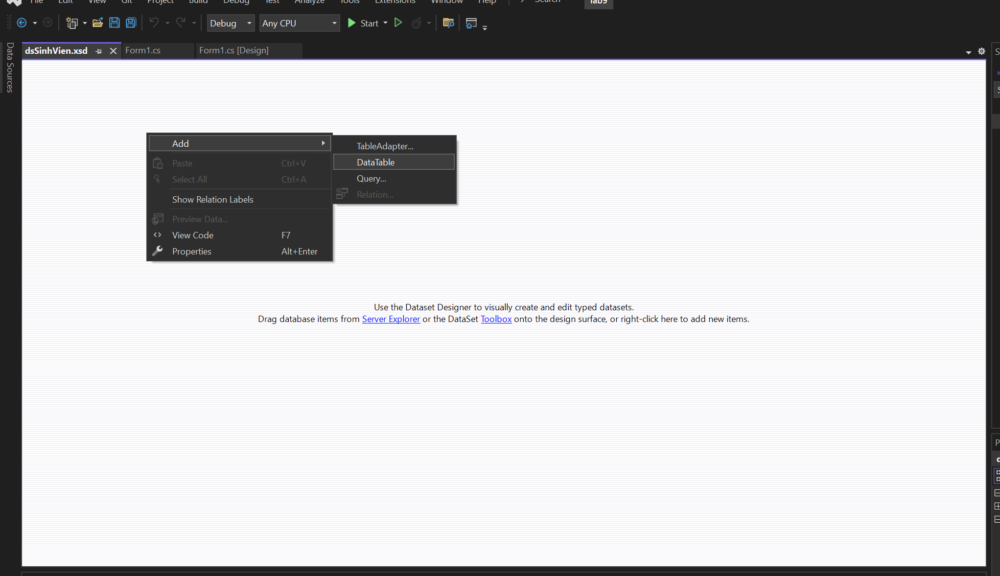 File Edit View Git Project Build Debug Test Analyze Tools Extensions Window Help Search lab9
Debug Any CPU Start
Data Sources
dsSinhVien.xsd Form1.cs Form1.cs [Design]
Add
Paste Ctrl+V
Select All Ctrl+A
Show Relation Labels
Preview Data...
View Code F7
Properties Alt+Enter
TableAdapter...
DataTable
Query...
Relation...
Use the Dataset Designer to visually create and edit typed datasets.
Drag database items from Server Explorer or the DataSet Toolbox onto the design surface, or right-click here to add new items.